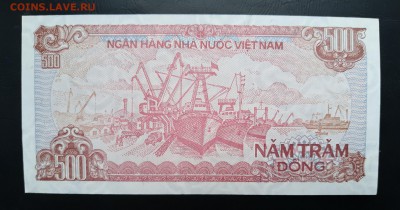 COINS.LAVE.RU
NGÂN HÀNG NHÀ NƯỚC VIỆT NAM
500
500
500
NĂM TRĂM
ĐỒNG